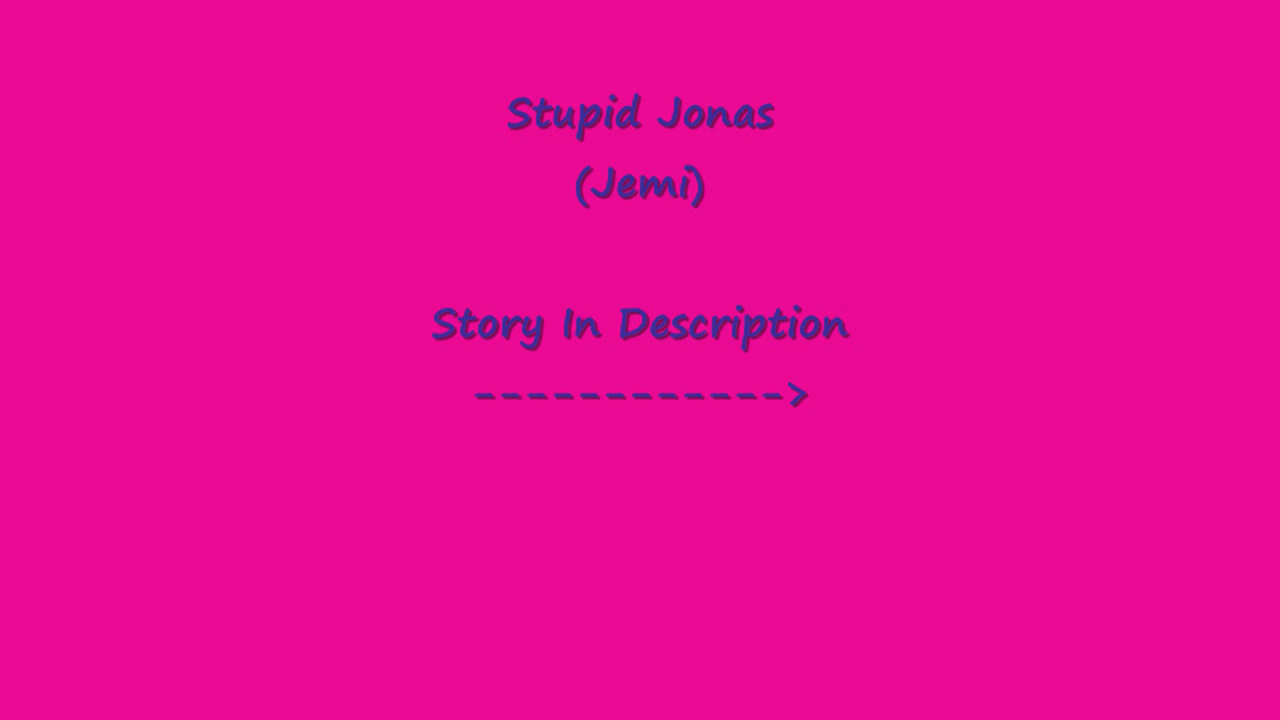 Stupid Jonas
(Jemi)
Story In Description
------------>